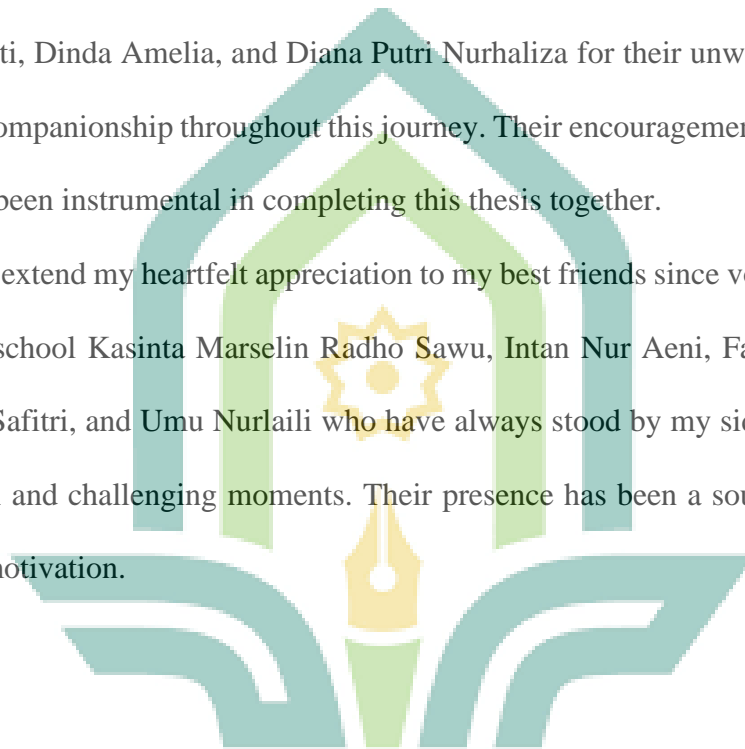 ti, Dinda Amelia, and Diana Putri Nurhaliza for their unw
ompanionship throughout this journey. Their encouragemen
been instrumental in completing this thesis together.
extend my heartfelt appreciation to my best friends since v
school Kasinta Marselin Radho Sawu, Intan Nur Aeni, Fa
Safitri, and Umu Nurlaili who have always stood by my si
and challenging moments. Their presence has been a sou
notivation.